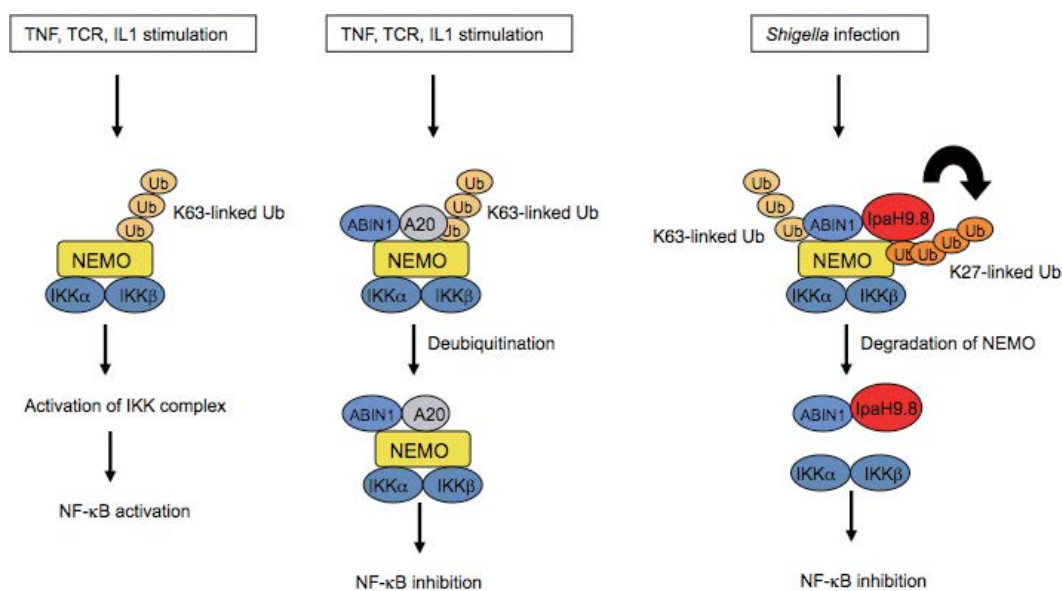 TNF, TCR, IL1 stimulation
Ub
Ub
Ub
K63-linked Ub
NEMO
IKKα
IKKβ
Activation of IKK complex
NF-κB activation
TNF, TCR, IL1 stimulation
Ub
Ub
Ub
K63-linked Ub
ABIN1
A20
NEMO
IKKα
IKKβ
Deubiquitination
ABIN1
A20
NEMO
IKKα
IKKβ
NF-κB inhibition
Shigella infection
Ub
Ub
Ub
K63-linked Ub
ABIN1
IpaH9.8
NEMO
Ub
Ub
Ub
Ub
K27-linked Ub
IKKα
IKKβ
Degradation of NEMO
ABIN1
IpaH9.8
IKKα
IKKβ
NF-κB inhibition